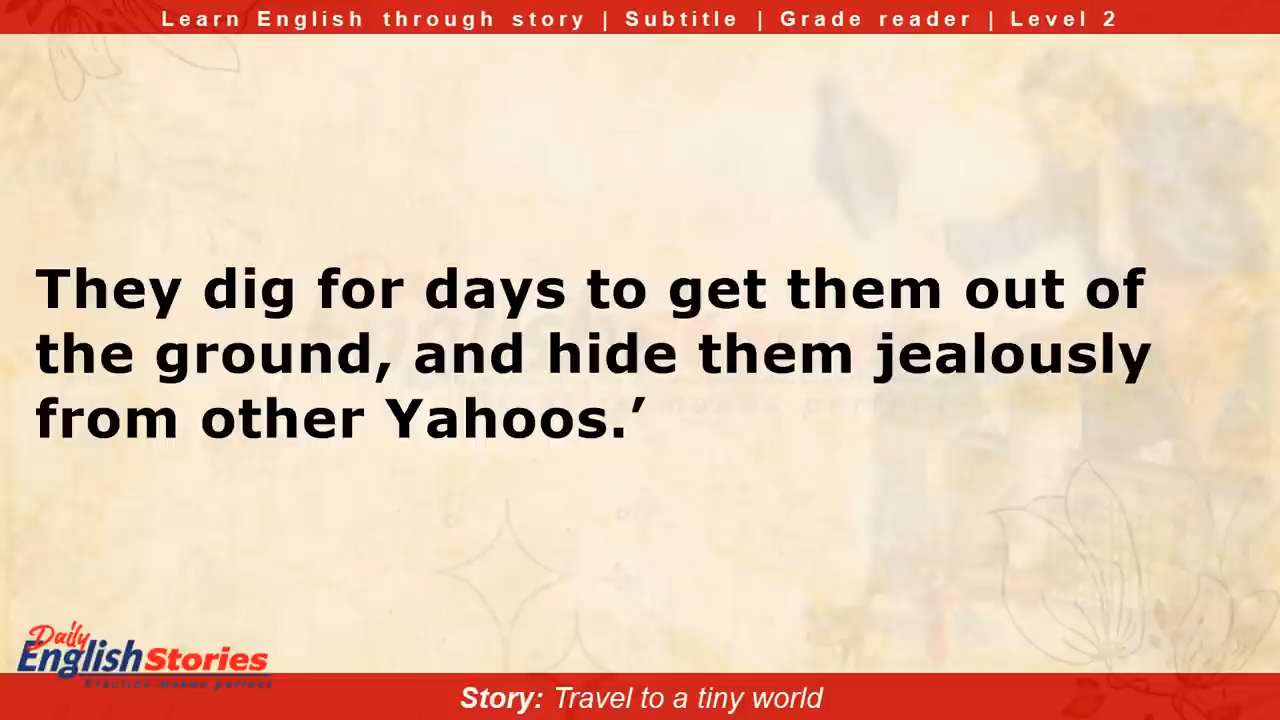 Learn English through story | Subtitle | Grade reader | Level 2
They dig for days to get them out of
the ground, and hide them jealously
from other Yahoos.’
Daily
English Stories
Practice makes perfect
Story: Travel to a tiny world